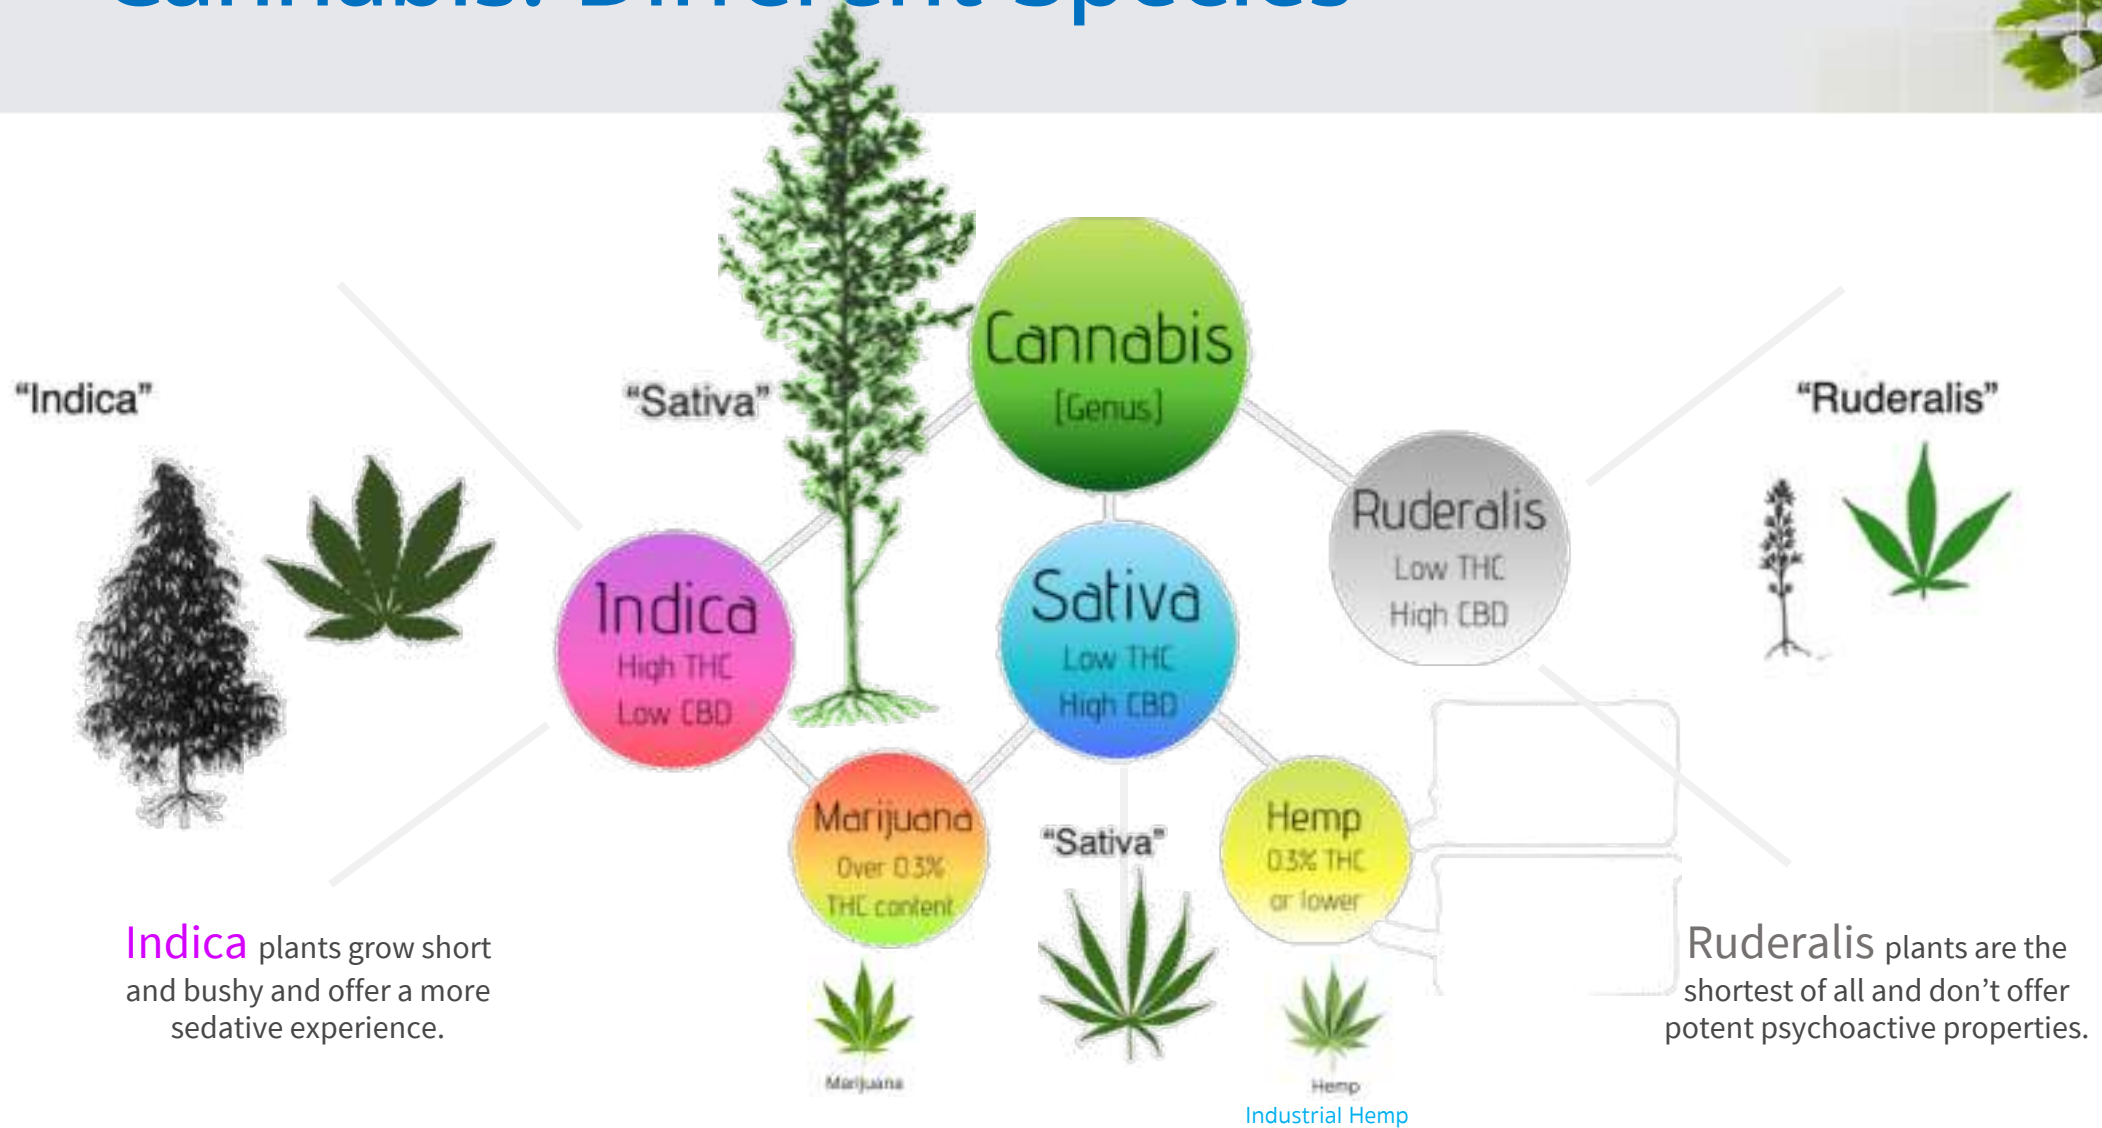 Cannabis: Different Species
“Indica”
“Sativa”
“Ruderalis”
Cannabis
[Genus]
Ruderalis
Low THC
High CBD
Indica
High THC
Low CBD
Sativa
Low THC
High CBD
Marijuana
Over 0.3%
THC content
“Sativa”
Hemp
0.3% THC
or lower
Indica plants grow short
and bushy and offer a more
sedative experience.
Ruderalis plants are the
shortest of all and don’t offer
potent psychoactive properties.
Marijuana
Hemp
Industrial Hemp